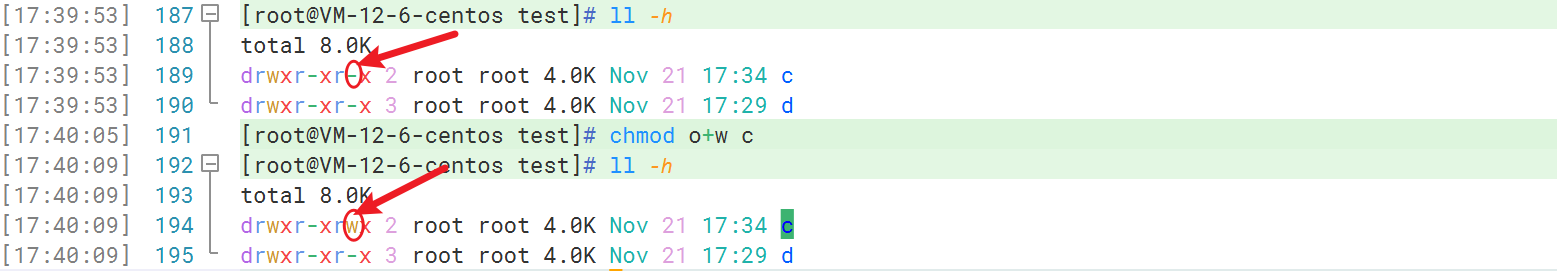 [17:39:53] 187 [root@VM-12-6-centos test]# ll -h
[17:39:53] 188 total 8.0K
[17:39:53] 189 drwxr-xr-x 2 root root 4.0K Nov 21 17:34 c
[17:39:53] 190 drwxr-xr-x 3 root root 4.0K Nov 21 17:29 d
[17:40:05] 191 [root@VM-12-6-centos test]# chmod o+w c
[17:40:09] 192 [root@VM-12-6-centos test]# ll -h
[17:40:09] 193 total 8.0K
[17:40:09] 194 drwxr-xrwx 2 root root 4.0K Nov 21 17:34 c
[17:40:09] 195 drwxr-xr-x 3 root root 4.0K Nov 21 17:29 d